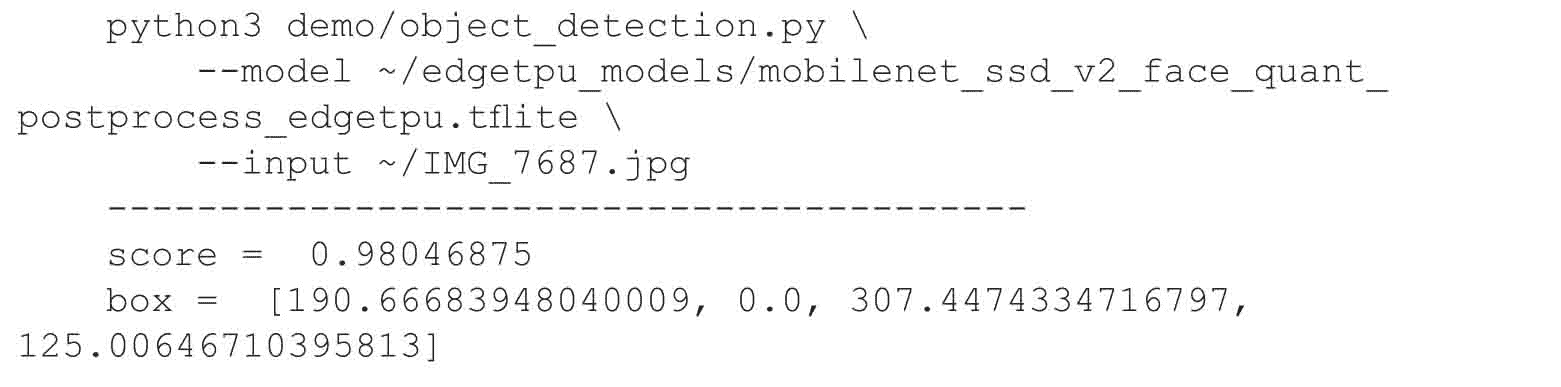 python3 demo/object_detection.py \
--model ~/edgetpu_models/mobilenet_ssd_v2_face_quant_
postprocess_edgetpu.tflite \
--input ~/IMG_7687.jpg
-----------------------------------------
score =  0.98046875
box =  [190.66683948040009, 0.0, 307.4474334716797,
125.00646710395813]